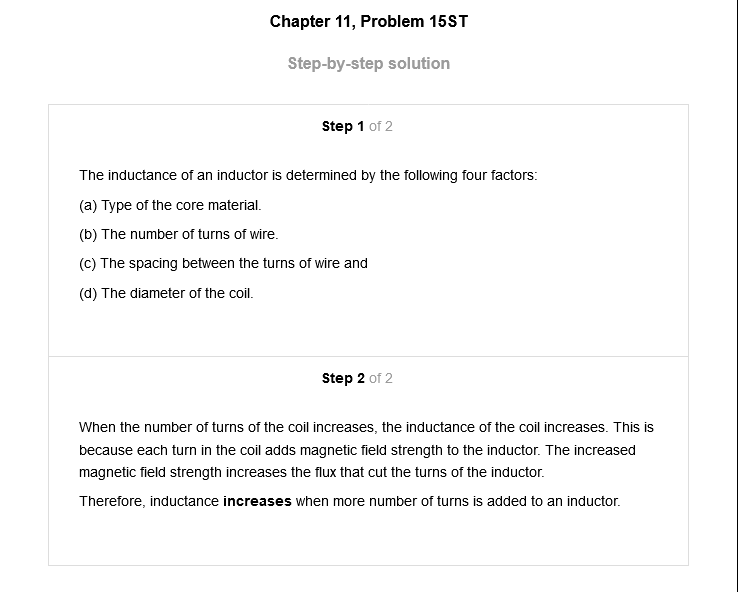 Chapter 11, Problem 15ST
Step-by-step solution
Step 1 of 2
The inductance of an inductor is determined by the following four factors:
(a) Type of the core material.
(b) The number of turns of wire.
(c) The spacing between the turns of wire and
(d) The diameter of the coil.
Step 2 of 2
When the number of turns of the coil increases, the inductance of the coil increases. This is
because each turn in the coil adds magnetic field strength to the inductor. The increased
magnetic field strength increases the flux that cut the turns of the inductor.
Therefore, inductance increases when more number of turns is added to an inductor.